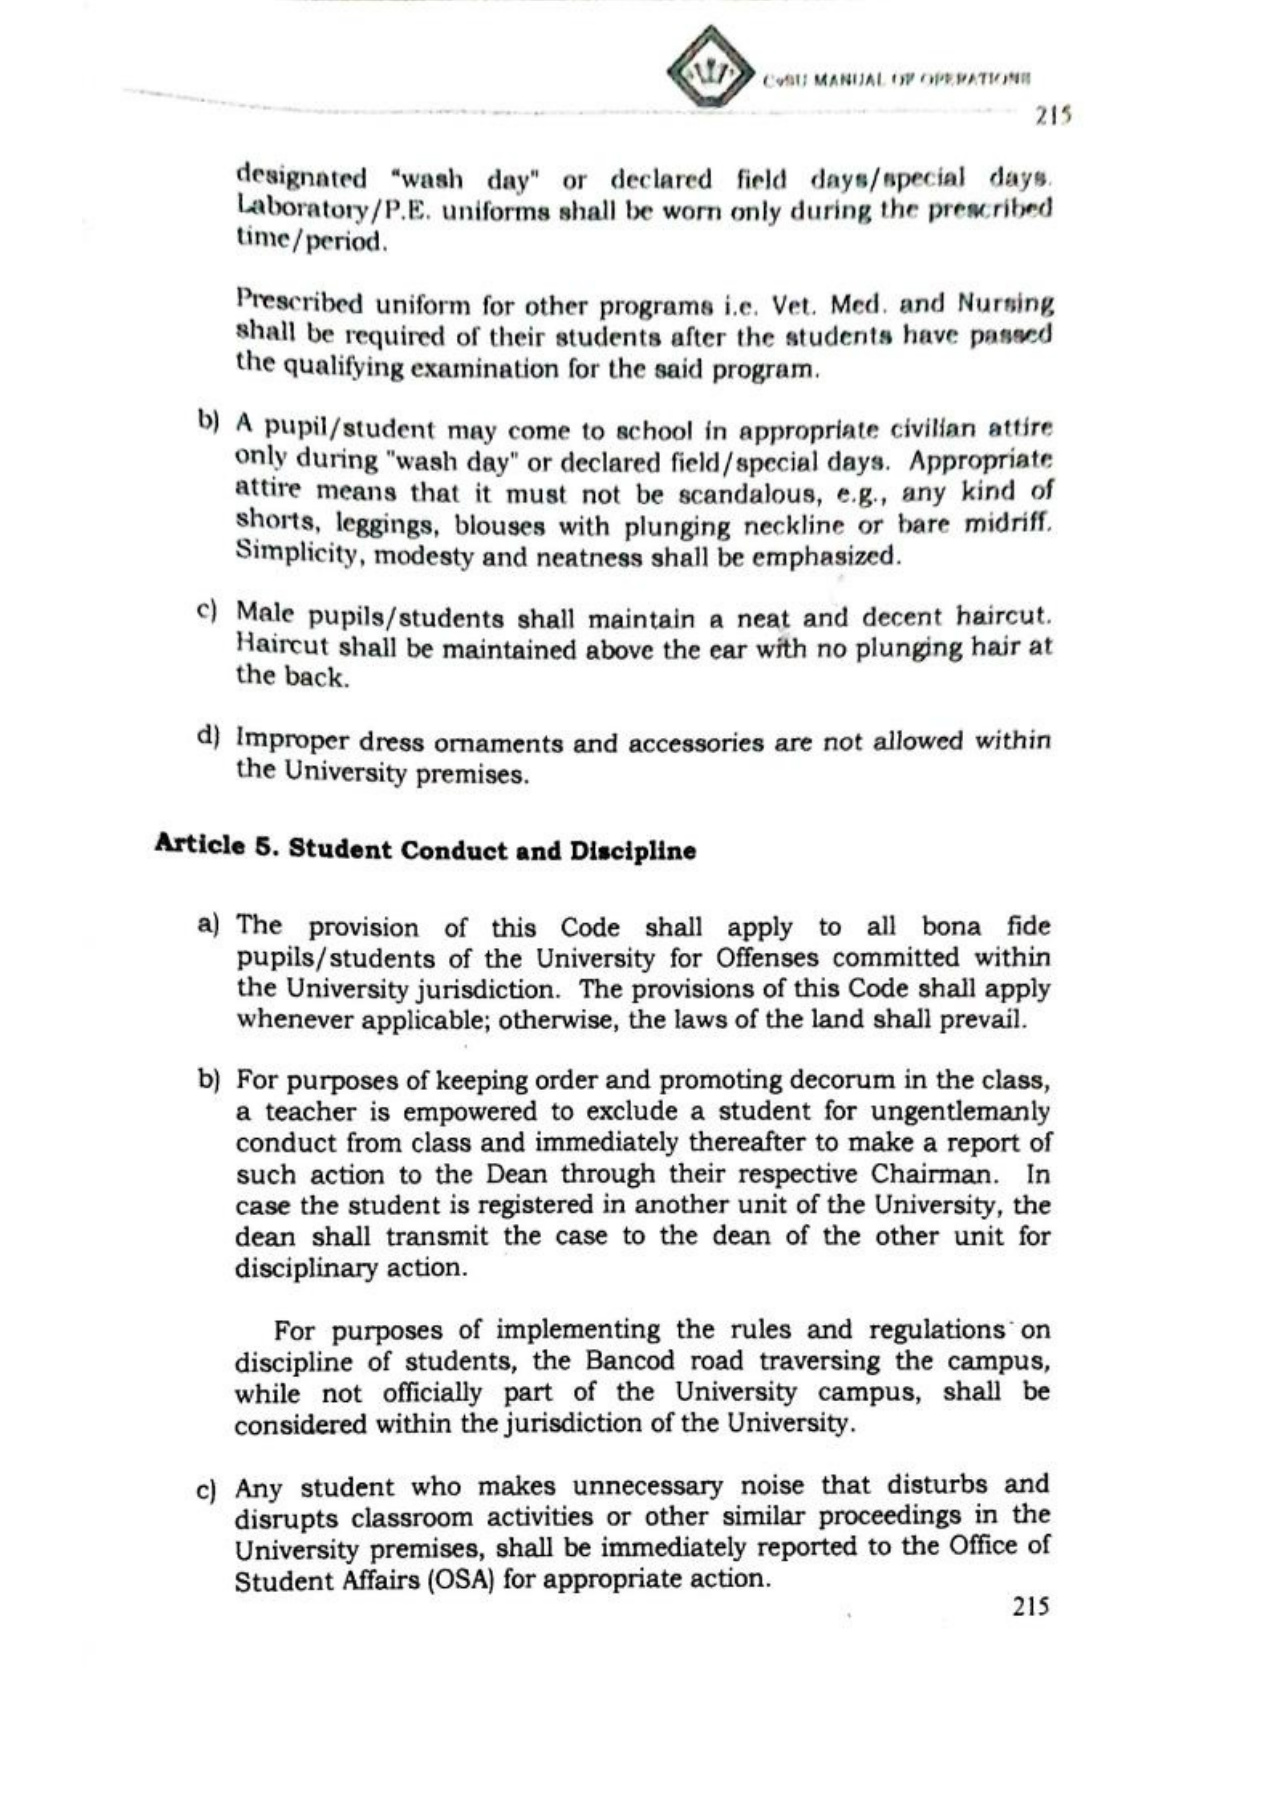 CvSU MANUAL OF OPERATIONS
215
designated "wash day" or declared field days/special days.
Laboratory/P.E. uniforms shall be worn only during the prescribed
time/period.
Prescribed uniform for other programs i.e. Vet. Med. and Nursing
shall be required of their students after the students have passed
the qualifying examination for the said program.
b) A pupil/student may come to school in appropriate civilian attire
only during "wash day" or declared field/special days. Appropriate
attire means that it must not be scandalous, e.g., any kind of
shorts, leggings, blouses with plunging neckline or bare midriff.
Simplicity, modesty and neatness shall be emphasized.
c) Male pupils/students shall maintain a neat and decent haircut.
Haircut shall be maintained above the ear with no plunging hair at
the back.
d) Improper dress ornaments and accessories are not allowed within
the University premises.
Article 5. Student Conduct and Discipline
a) The provision of this Code shall apply to all bona fide
pupils/students of the University for Offenses committed within
the University jurisdiction. The provisions of this Code shall apply
whenever applicable; otherwise, the laws of the land shall prevail.
b) For purposes of keeping order and promoting decorum in the class,
a teacher is empowered to exclude a student for ungentlemanly
conduct from class and immediately thereafter to make a report of
such action to the Dean through their respective Chairman. In
case the student is registered in another unit of the University, the
dean shall transmit the case to the dean of the other unit for
disciplinary action.
For purposes of implementing the rules and regulations on
discipline of students, the Bancod road traversing the campus,
while not officially part of the University campus, shall be
considered within the jurisdiction of the University.
c) Any student who makes unnecessary noise that disturbs and
disrupts classroom activities or other similar proceedings in the
University premises, shall be immediately reported to the Office of
Student Affairs (OSA) for appropriate action.
215